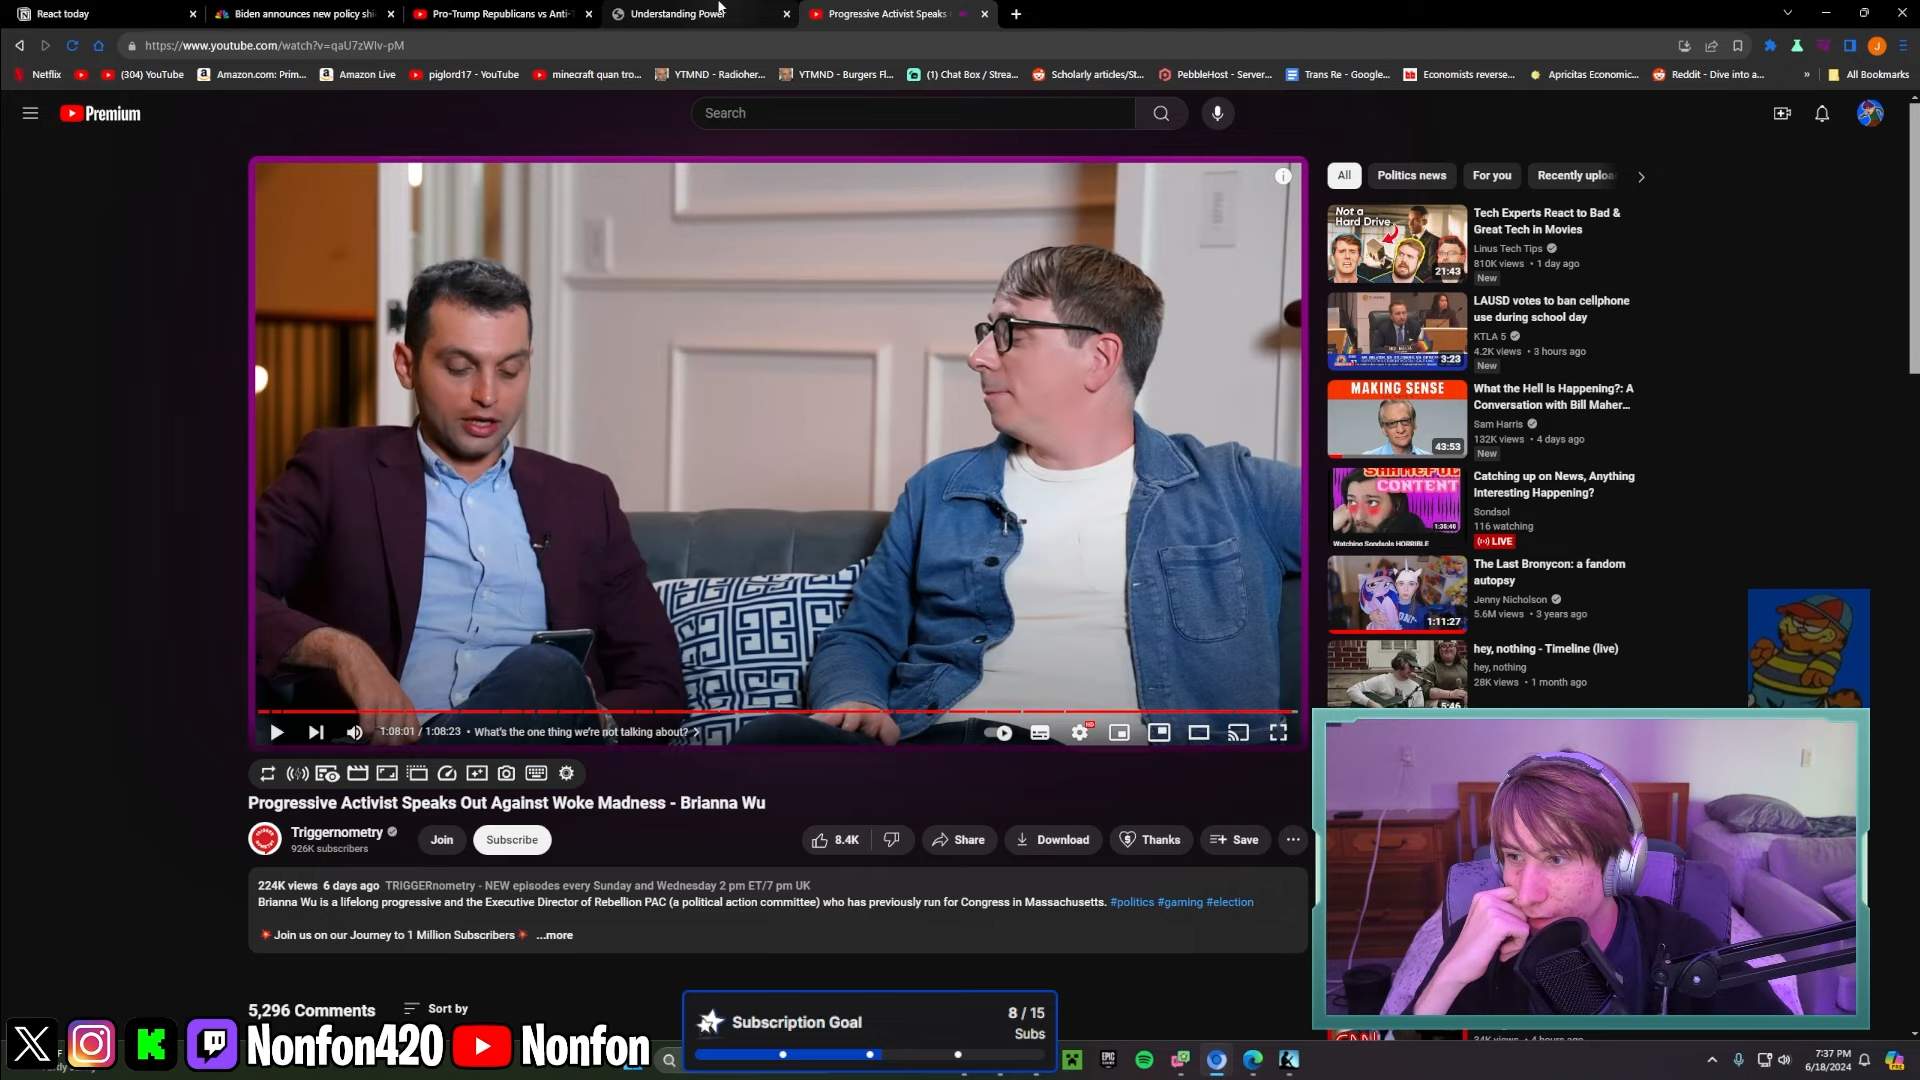 React today
Biden announces new policy shi
Pro-Trump Republicans vs Anti-T
Understanding Power
Progressive Activist Speaks
https://www.youtube.com/watch?v=qaU7zWlv-pM
Netflix
(304) YouTube
Amazon.com: Prim...
Amazon Live
piglord17 - YouTube
minecraft quan tro...
YTMND - Radioher...
YTMND - Burgers Fl...
(1) Chat Box / Strea...
Scholarly articles/St...
PebbleHost - Server...
Trans Re - Google...
Economists reverse...
Apricitas Economic...
Reddit - Dive into a...
»
All Bookmarks
Premium
Search
All
Politics news
For you
Recently uploa
Not a
Hard Drive
21:43
Tech Experts React to Bad &
Great Tech in Movies
Linus Tech Tips
810K views • 1 day ago
New
3:23
LAUSD votes to ban cellphone
use during school day
KTLA 5
4.2K views • 3 hours ago
New
MAKING SENSE
43:53
What the Hell Is Happening?: A
Conversation with Bill Maher...
Sam Harris
132K views • 4 days ago
New
SHAMEFUL
CONTENT
1:36:40
Watching Sondsols HORRIBLE
Catching up on News, Anything
Interesting Happening?
Sondsol
116 watching
LIVE
1:11:27
The Last Bronycon: a fandom
autopsy
Jenny Nicholson
5.6M views • 3 years ago
5:46
hey, nothing - Timeline (live)
hey, nothing
28K views • 1 month ago
1:08:01 / 1:08:23 • What's the one thing we're not talking about?
HD
Progressive Activist Speaks Out Against Woke Madness - Brianna Wu
Triggernometry
926K subscribers
Join
Subscribe
8.4K
Share
Download
Thanks
Save
224K views 6 days ago TRIGGERnometry - NEW episodes every Sunday and Wednesday 2 pm ET/7 pm UK
Brianna Wu is a lifelong progressive and the Executive Director of Rebellion PAC (a political action committee) who has previously run for Congress in Massachusetts. #politics #gaming #election
Join us on our Journey to 1 Million Subscribers ...more
5,296 Comments
Sort by
Subscription Goal
8 / 15
Subs
Nonfon420
Nonfon
EPIC
7:37 PM
6/18/2024